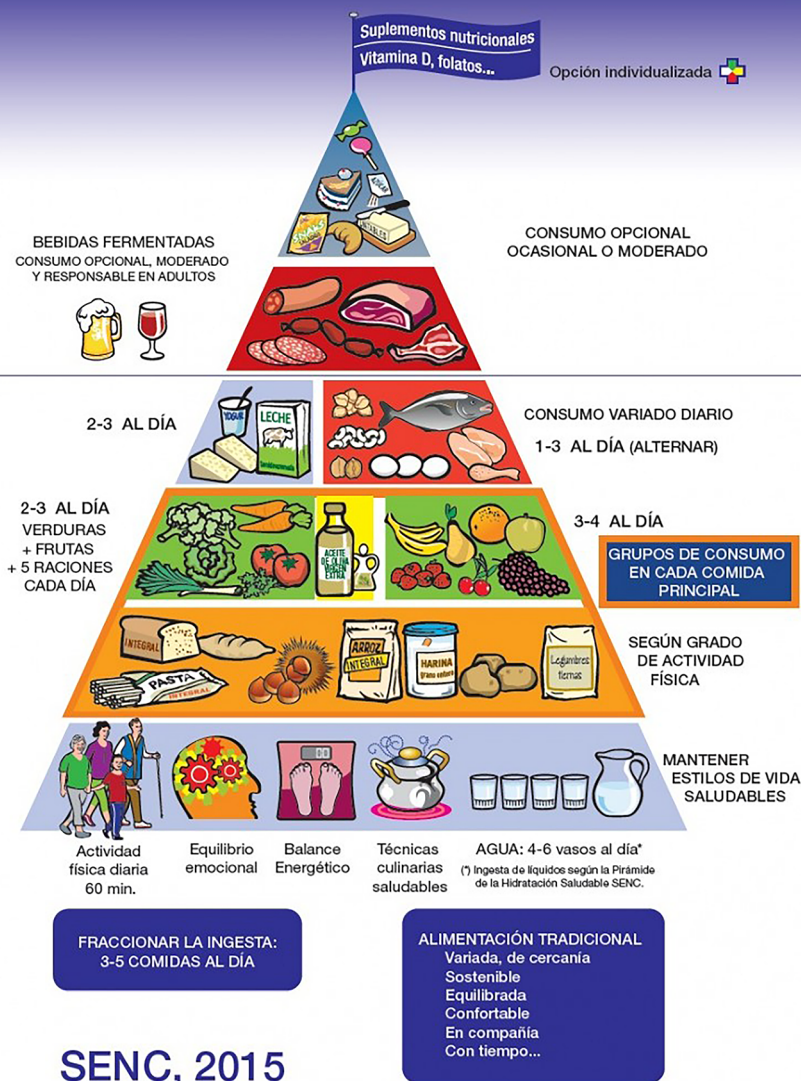 Suplementos nutricionales
Vitamina D, folatos...
Opción individualizada
AZÚCAR
SNAKS
UNTABLES
BEBIDAS FERMENTADAS
CONSUMO OPCIONAL, MODERADO
Y RESPONSABLE EN ADULTOS
CONSUMO OPCIONAL
OCASIONAL O MODERADO
2-3 AL DÍA
YOGUR
LECHE
CONSUMO VARIADO DIARIO
1-3 AL DÍA (ALTERNAR)
2-3 AL DÍA
VERDURAS
+ FRUTAS
+ 5 RACIONES
CADA DÍA
ACEITE
DE OLIVA
VIRGEN
EXTRA
3-4 AL DÍA
GRUPOS DE CONSUMO
EN CADA COMIDA
PRINCIPAL
INTEGRAL
PASTA
INTEGRAL
ARROZ
INTEGRAL
HARINA
grano entero
Legumbres
tiernas
SEGÚN GRADO
DE ACTIVIDAD
FÍSICA
MANTENER
ESTILOS DE VIDA
SALUDABLES
Actividad
física diaria
60 min.
Equilibrio
emocional
Balance
Energético
Técnicas
culinarias
saludables
AGUA: 4-6 vasos al día*
(*) Ingesta de líquidos según la Pirámide
de la Hidratación Saludable SENC.
FRACCIONAR LA INGESTA:
3-5 COMIDAS AL DÍA
ALIMENTACIÓN TRADICIONAL
Variada, de cercanía
Sostenible
Equilibrada
Confortable
En compañía
Con tiempo...
SENC, 2015